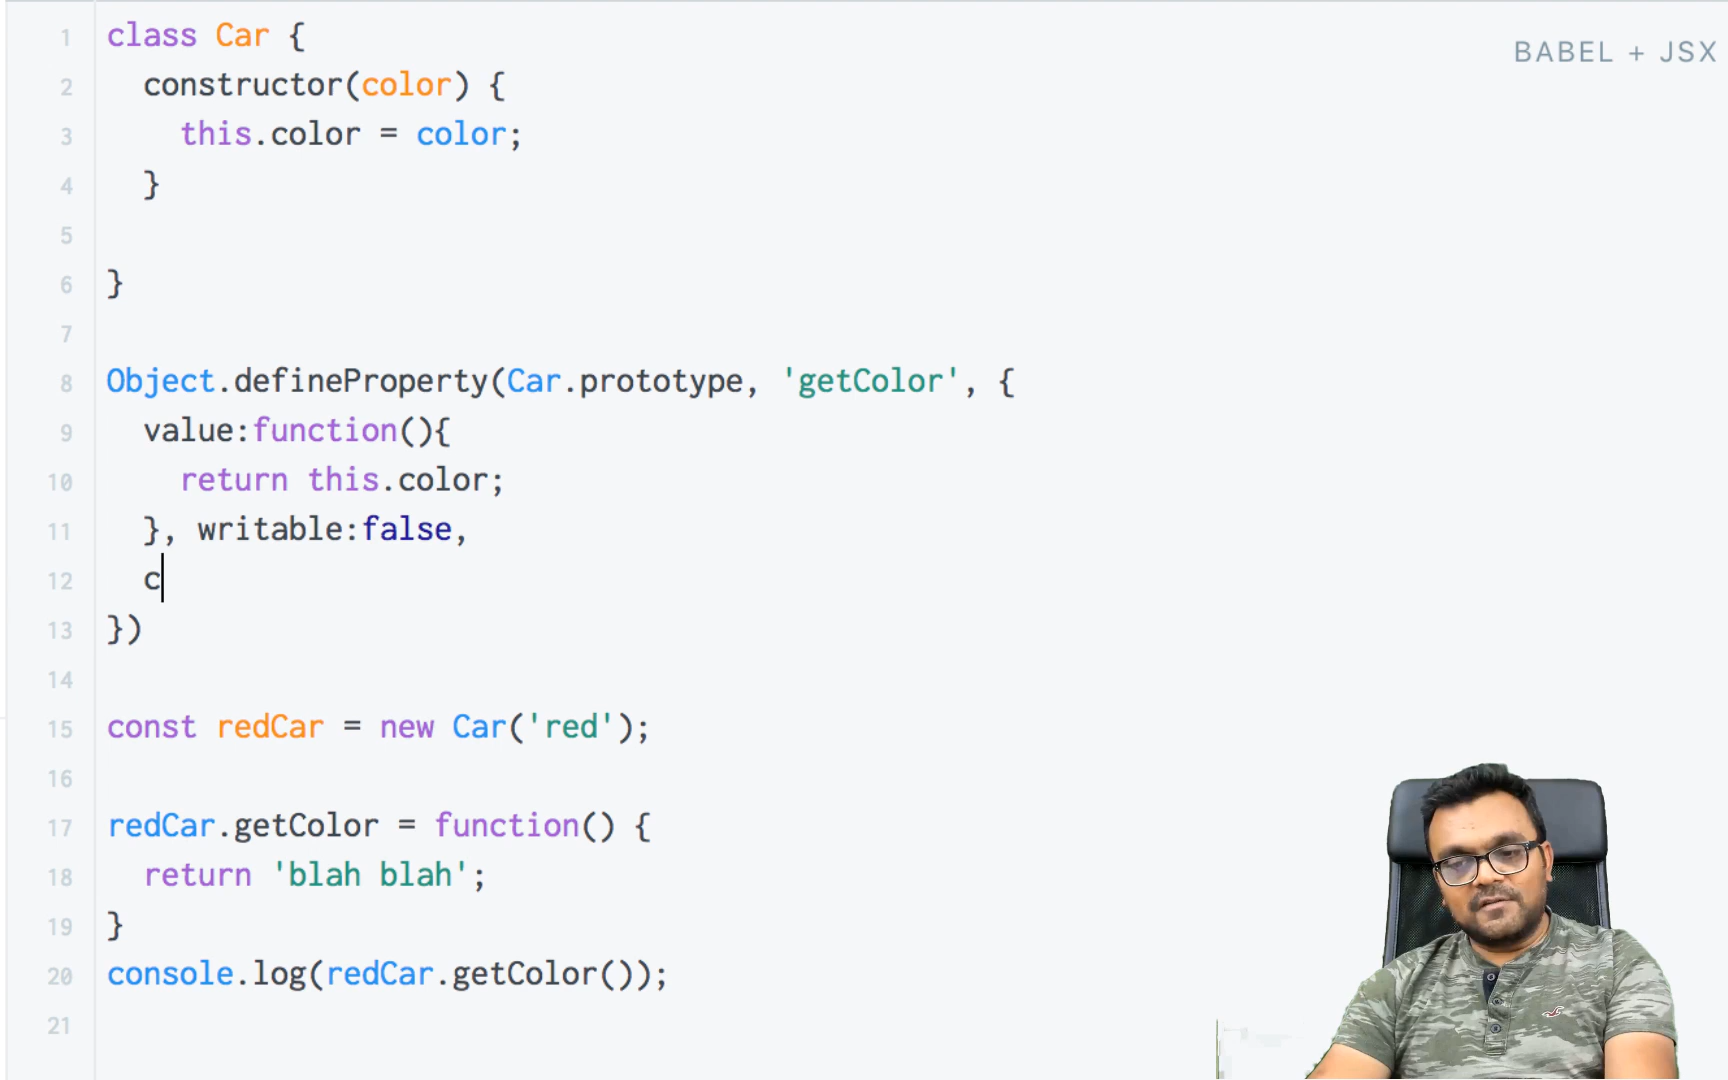 1 class Car {
BABEL + JSX
2 constructor(color) {
3 this.color = color;
4 }
5
6 }
7
8 Object.defineProperty(Car.prototype, 'getColor', {
9 value:function(){
10 return this.color;
11 }, writable:false,
12 c
13 })
14
15 const redCar = new Car('red');
16
17 redCar.getColor = function() {
18 return 'blah blah';
19 }
20 console.log(redCar.getColor());
21